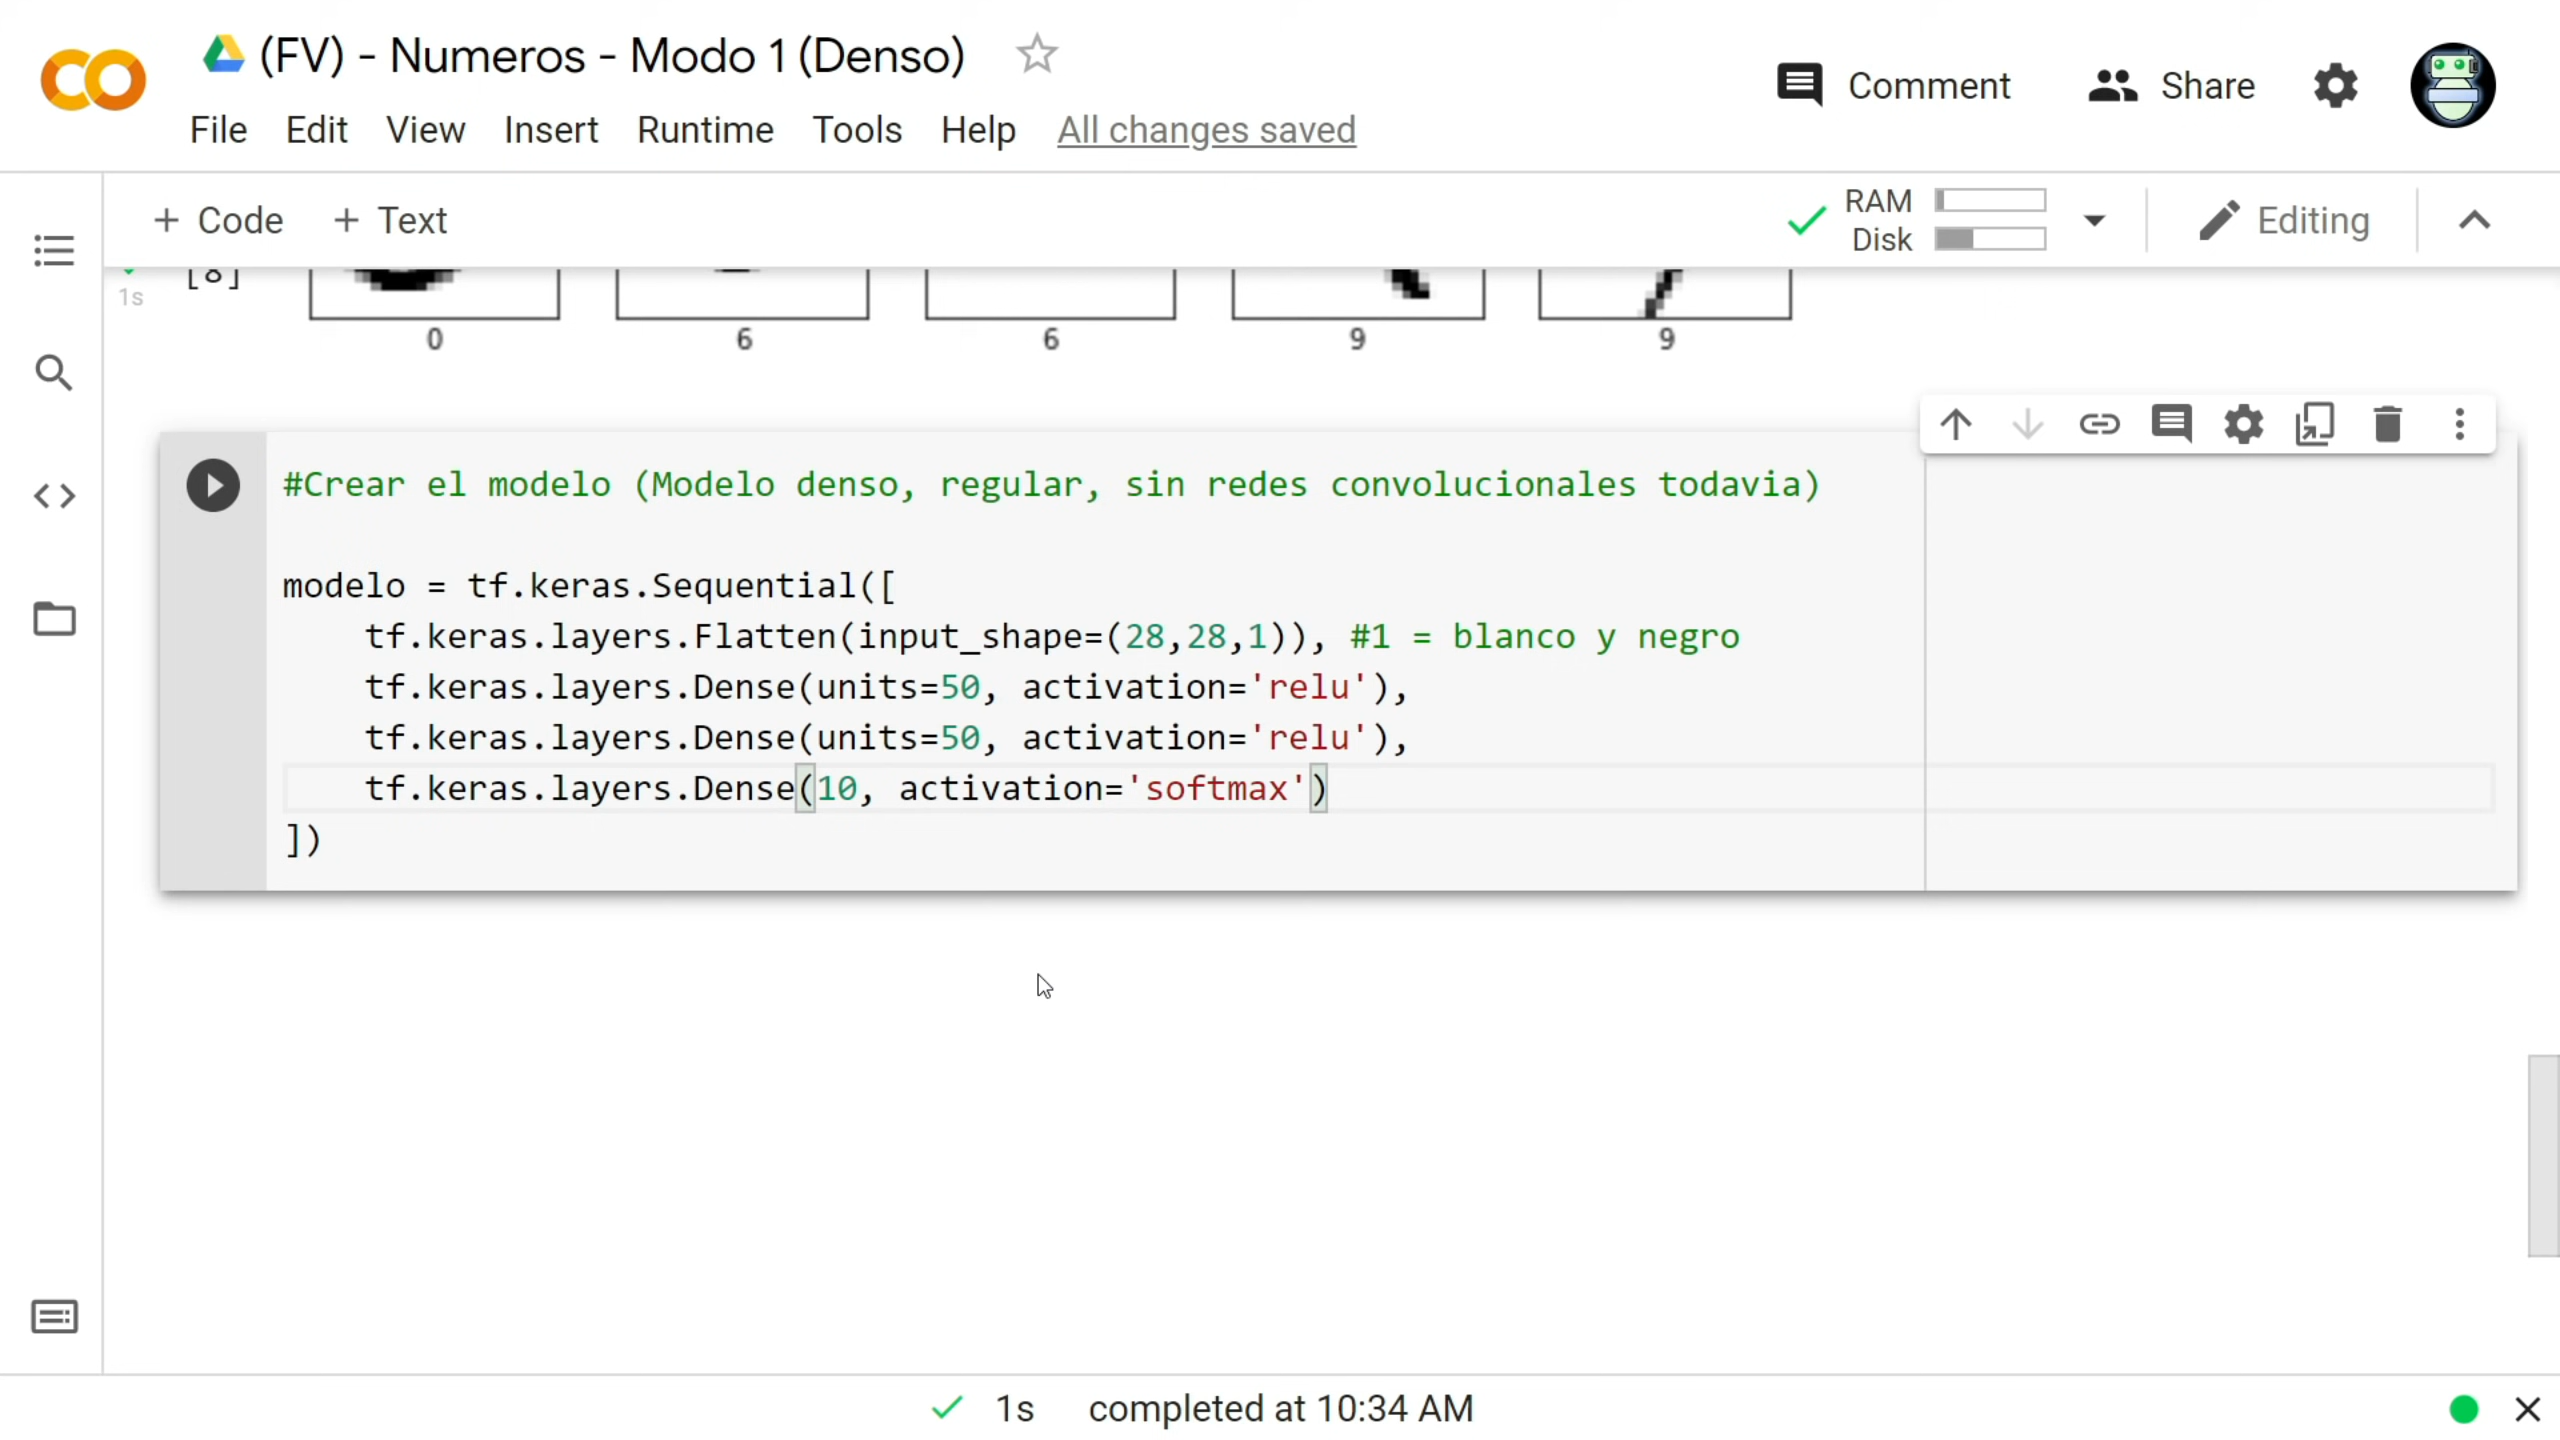 (FV) - Numeros - Modo 1 (Denso)
File Edit View Insert Runtime Tools Help All changes saved
Comment Share
+ Code + Text
RAM
Disk
Editing
1s
[8]
0 6 6 9 9
#Crear el modelo (Modelo denso, regular, sin redes convolucionales todavia)
modelo = tf.keras.Sequential([
tf.keras.layers.Flatten(input_shape=(28,28,1)), #1 = blanco y negro
tf.keras.layers.Dense(units=50, activation='relu'),
tf.keras.layers.Dense(units=50, activation='relu'),
tf.keras.layers.Dense(10, activation='softmax')
])
1s completed at 10:34 AM